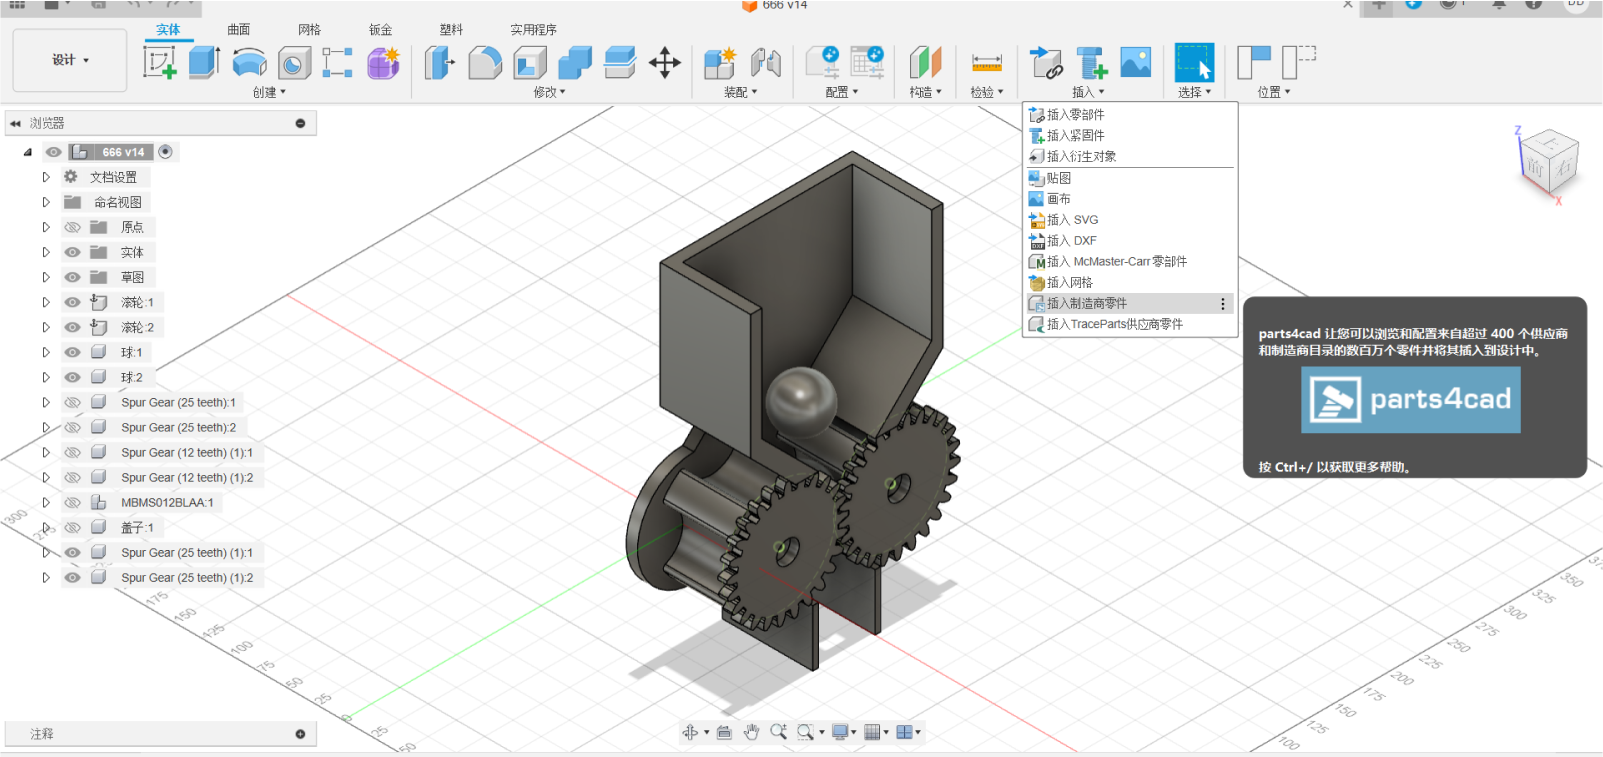 666 v14
实体 曲面 网格 钣金 塑料 实用程序
设计
创建 修改 装配 配置 构造 检验 插入 选择 位置
浏览器
666 v14
文档设置
命名视图
原点
实体
草图
滚轮:1
滚轮:2
球:1
球:2
Spur Gear (25 teeth):1
Spur Gear (25 teeth):2
Spur Gear (12 teeth) (1):1
Spur Gear (12 teeth) (1):2
MBMS012BLAA:1
盖子:1
Spur Gear (25 teeth) (1):1
Spur Gear (25 teeth) (1):2
插入零部件
插入紧固件
插入衍生对象
贴图
画布
插入 SVG
插入 DXF
插入 McMaster-Carr 零部件
插入网格
插入制造商零件
插入TraceParts供应商零件
parts4cad 让您可以浏览和配置来自超过 400 个供应商
和制造商目录的数百万个零件并将其插入到设计中。
parts4cad
按 Ctrl+/ 以获取更多帮助。
Z
上
前
右
X
300
175
150
125
100
75
50
25
0
25
50
350
325
300
275
250
225
200
175
150
125
100
注释